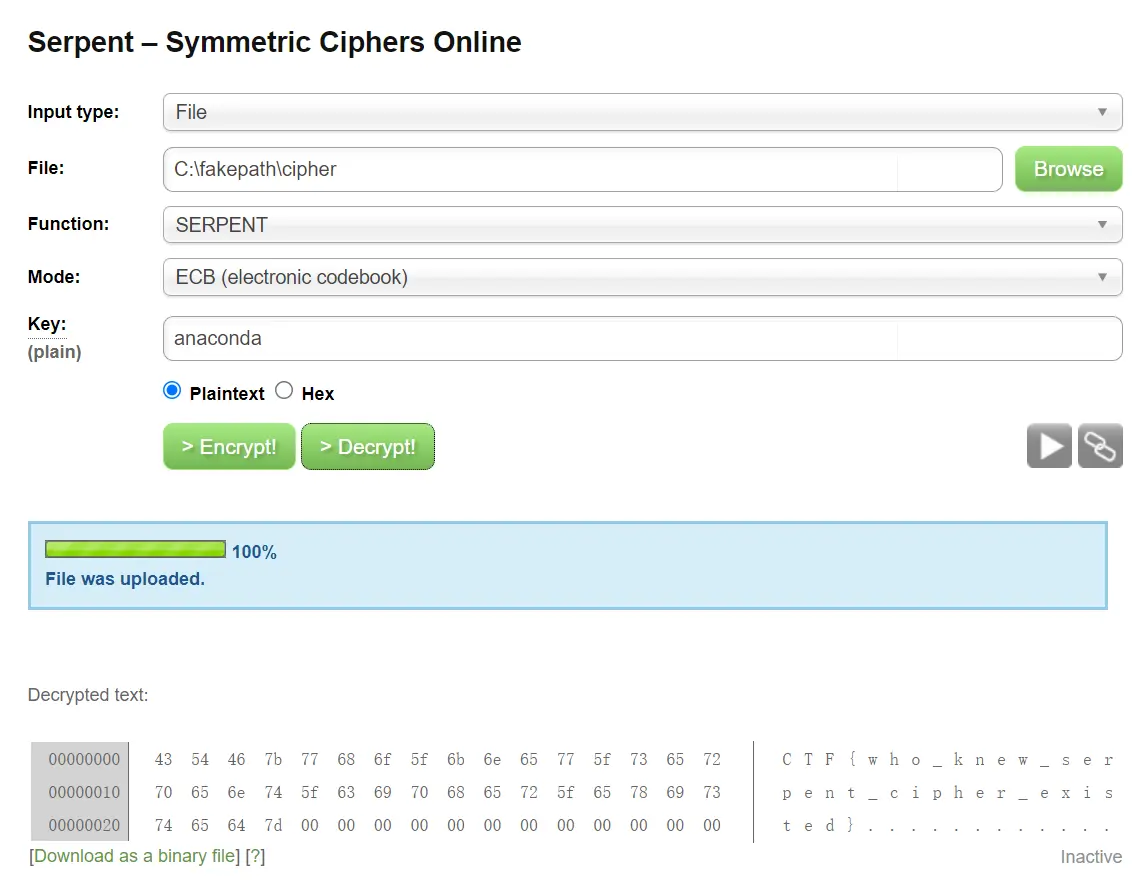 Serpent – Symmetric Ciphers Online
Input type:
File
File:
C:\fakepath\cipher
Browse
Function:
SERPENT
Mode:
ECB (electronic codebook)
Key:
(plain)
anaconda
Plaintext Hex
> Encrypt! > Decrypt!
100%
File was uploaded.
Decrypted text:
00000000 43 54 46 7b 77 68 6f 5f 6b 6e 65 77 5f 73 65 72 C T F { w h o _ k n e w _ s e r
00000010 70 65 6e 74 5f 63 69 70 68 65 72 5f 65 78 69 73 p e n t _ c i p h e r _ e x i s
00000020 74 65 64 7d 00 00 00 00 00 00 00 00 00 00 00 00 t e d } . . . . . . . . . . . .
[Download as a binary file] [?]
Inactive